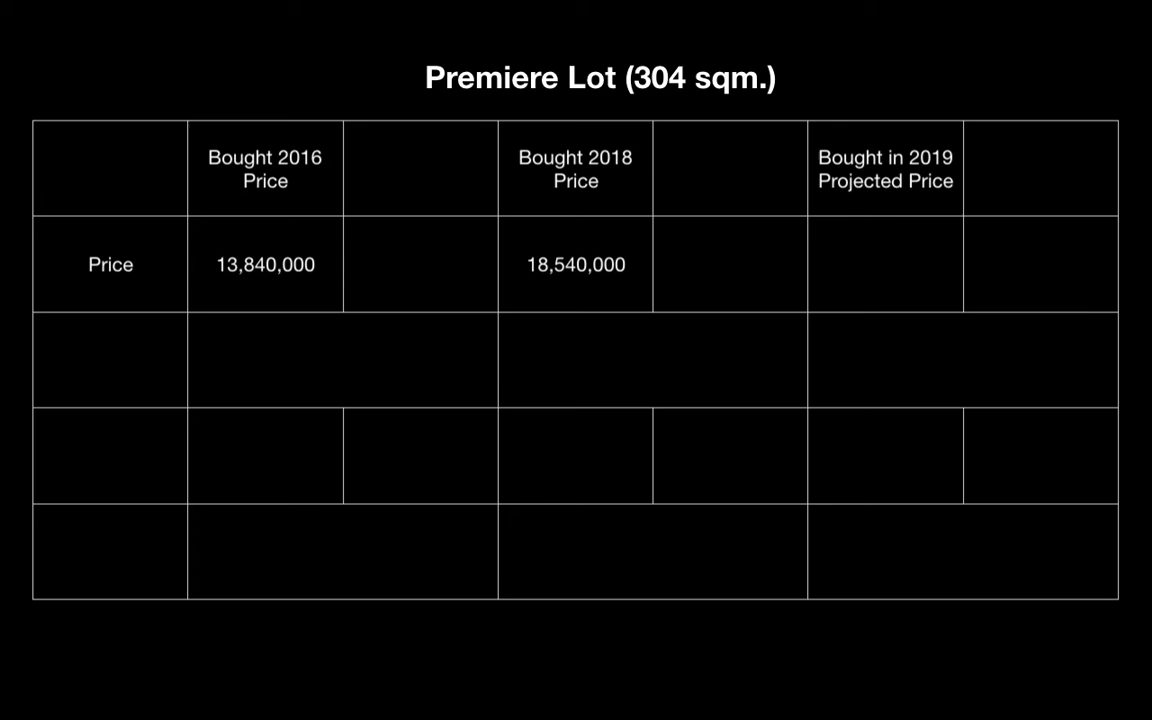 Premiere Lot (304 sqm.)
Bought 2016
Price
Bought 2018
Price
Bought in 2019
Projected Price
Price
13,840,000
18,540,000